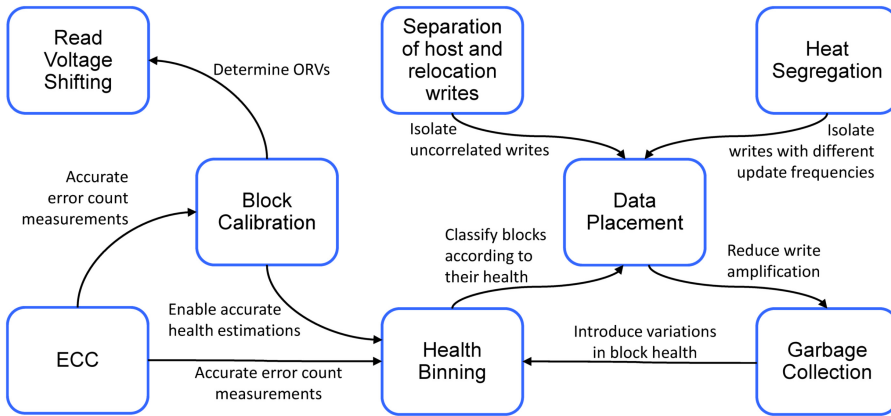 Read
Voltage
Shifting
Determine ORVs
Separation
of host and
relocation
writes
Heat
Segregation
Isolate
uncorrelated writes
Isolate
writes with different
update frequencies
Accurate
error count
measurements
Block
Calibration
Data
Placement
Classify blocks
according to
their health
Reduce write
amplification
Enable accurate
health estimations
ECC
Accurate error count
measurements
Health
Binning
Introduce variations
in block health
Garbage
Collection